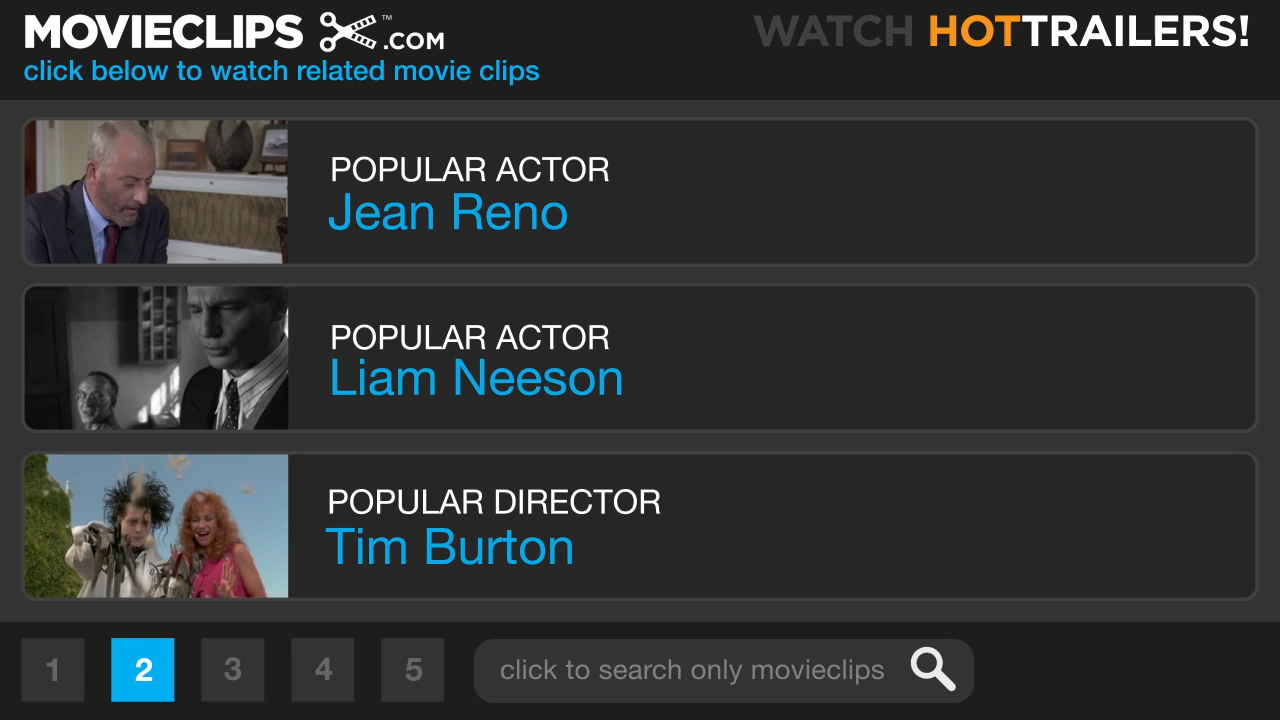 MOVIECLIPS ™ .COM
WATCH HOTTRAILERS!
click below to watch related movie clips
POPULAR ACTOR
Jean Reno
POPULAR ACTOR
Liam Neeson
POPULAR DIRECTOR
Tim Burton
1 2 3 4 5 click to search only movieclips